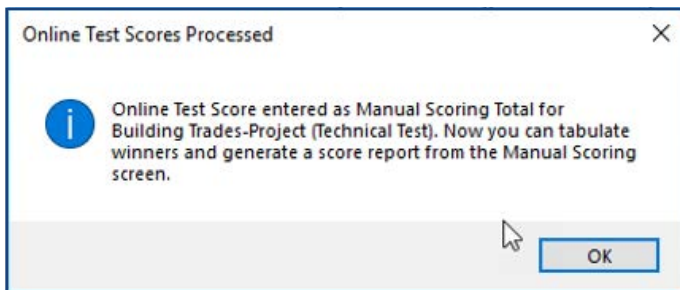 Online Test Scores Processed
Online Test Score entered as Manual Scoring Total for
Building Trades-Project (Technical Test). Now you can tabulate
winners and generate a score report from the Manual Scoring
screen.
OK